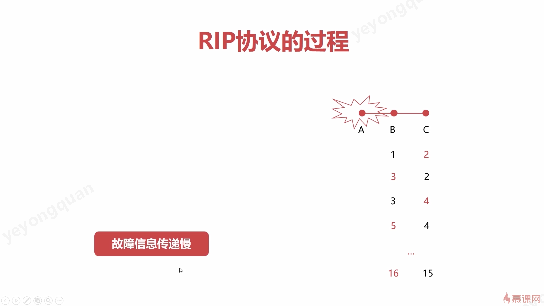 RIP协议的过程
yeyongquan
A B C
1 2
3 2
3 4
5 4
...
16 15
故障信息传递慢
yeyongquan
慕课网